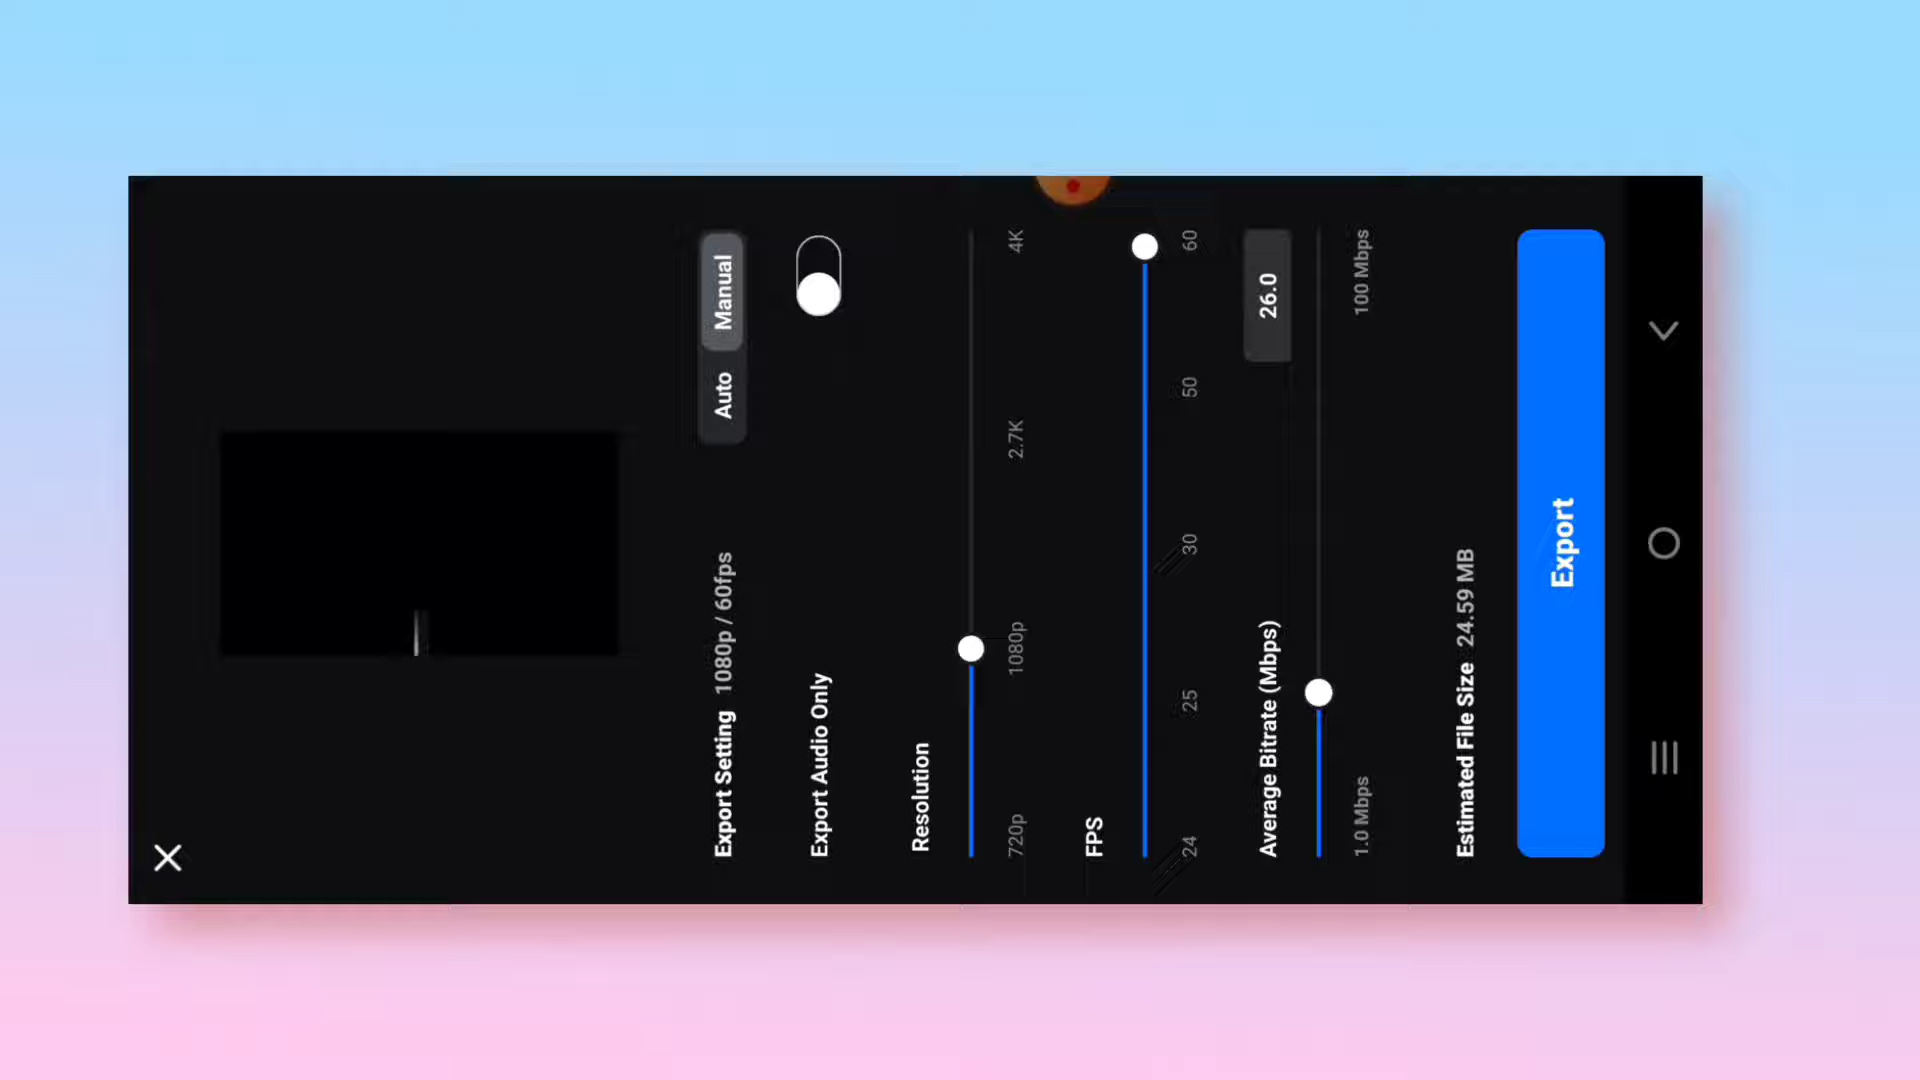 Export Setting 1080p / 60fps
Auto Manual
Export Audio Only
Resolution
720p 1080p 2.7K 4K
FPS
24 25 30 50 60
Average Bitrate (Mbps) 26.0
1.0 Mbps 100 Mbps
Estimated File Size 24.59 MB
Export